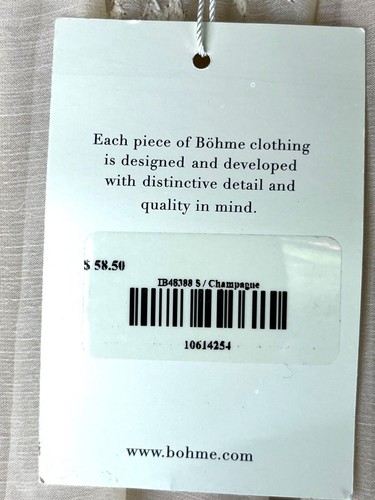 Each piece of Böhme clothing
is designed and developed
with distinctive detail and
quality in mind.
$ 58.50
IB48388 S / Champagne
10614254
www.bohme.com